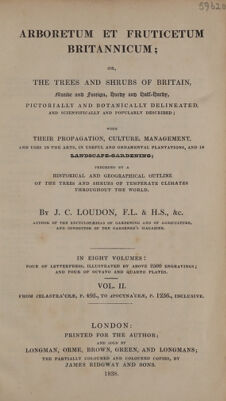 59620
ARBORETUM ET FRUTICETUM
BRITANNICUM;
OR,
THE TREES AND SHRUBS OF BRITAIN,
Native and Foreign, Hardy and Half-Hardy,
PICTORIALLY AND BOTANICALLY DELINEATED,
AND SCIENTIFICALLY AND POPULARLY DESCRIBED;
WITH
THEIR PROPAGATION, CULTURE, MANAGEMENT,
AND USES IN THE ARTS, IN USEFUL AND ORNAMENTAL PLANTATIONS, AND IN
LANDSCAPE-GARDENING;
PRECEDED BY A
HISTORICAL AND GEOGRAPHICAL OUTLINE
OF THE TREES AND SHRUBS OF TEMPERATE CLIMATES
THROUGHOUT THE WORLD.
BY J. C. LOUDON, F.L. & H.S., &c.
AUTHOR OF THE ENCYCLOPÆDIAS OF GARDENING AND OF AGRICULTURE,
AND CONDUCTOR OF THE GARDENER'S MAGAZINE.
IN EIGHT VOLUMES:
FOUR OF LETTERPRESS, ILLUSTRATED BY ABOVE 2500 ENGRAVINGS;
AND FOUR OF OCTAVO AND QUARTO PLATES.
VOL. II.
FROM CELASTRA'CEÆ, P. 495., TO APOCYNA'CEÆ, P. 1256., INCLUSIVE.
LONDON:
PRINTED FOR THE AUTHOR;
AND SOLD BY
LONGMAN, ORME, BROWN, GREEN, AND LONGMANS;
THE PARTIALLY COLOURED AND COLOURED COPIES, BY
JAMES RIDGWAY AND SONS.
1838.